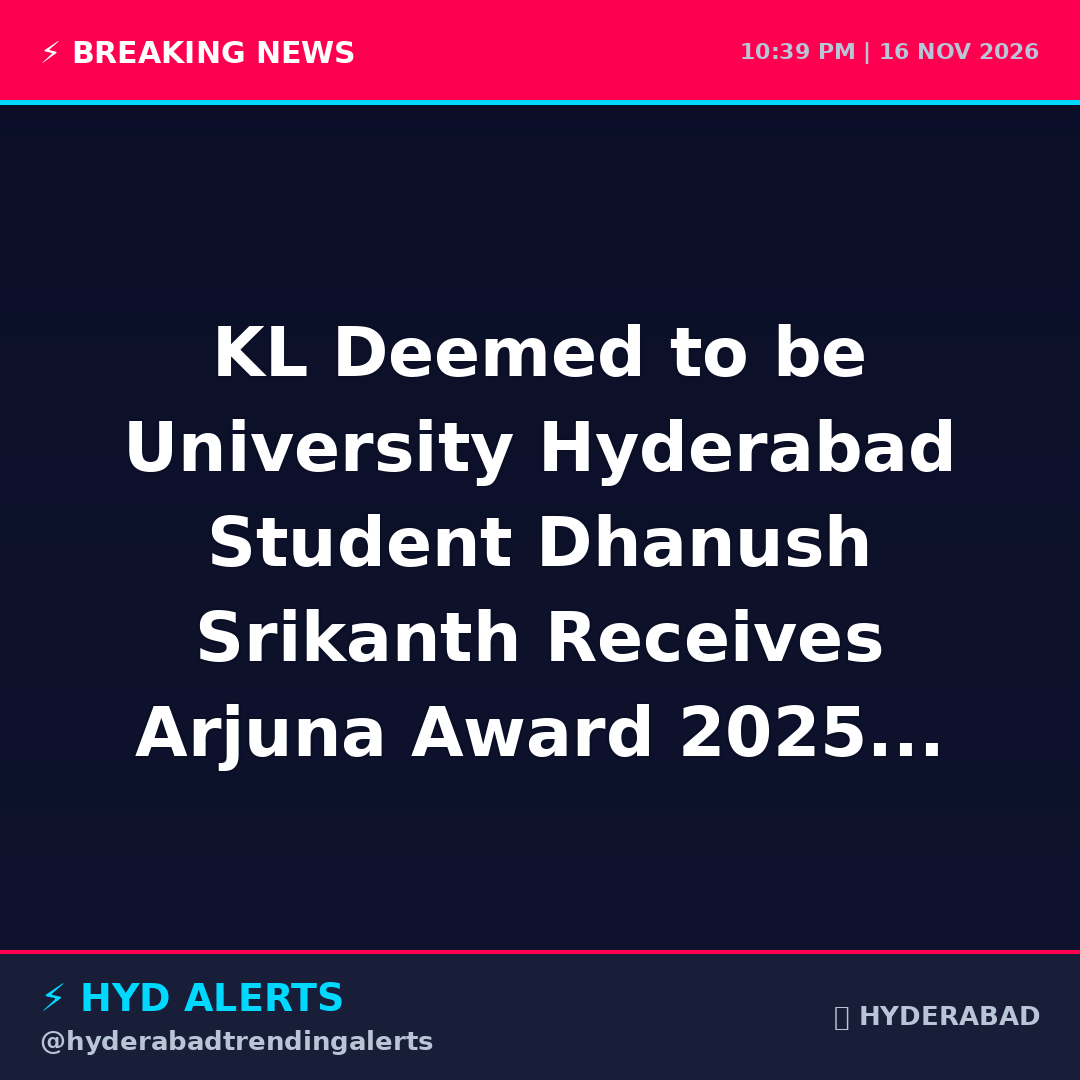 ⚡ BREAKING NEWS
10:39 PM | 16 NOV 2026
KL Deemed to be
University Hyderabad
Student Dhanush
Srikanth Receives
Arjuna Award 2025...
⚡ HYD ALERTS
@hyderabadtrendingalerts
HYDERABAD